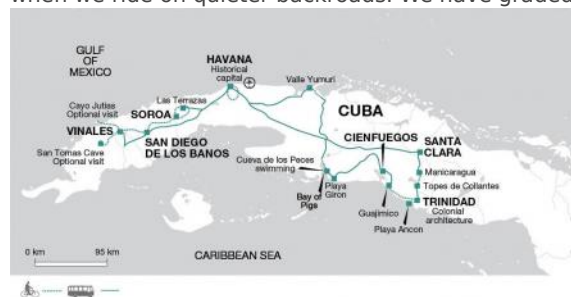 when we ride on quieter backroads. We have graded
GULF
OF
MEXICO
HAVANA
Historical
capital
Valle Yumuri
Cayo Jutias
Optional visit
Las Terrazas
SOROA
CUBA
VINALES
SAN DIEGO
DE LOS BANOS
CIENFUEGOS
SANTA
CLARA
San Tomas Cave
Optional visit
Cueva de los Peces
swimming
Manicaragua
Playa
Giron
Topes de Collantes
Bay of
Pigs
TRINIDAD
Colonial
architecture
Guajimico
Playa Ancon
0 km
95 km
CARIBBEAN SEA